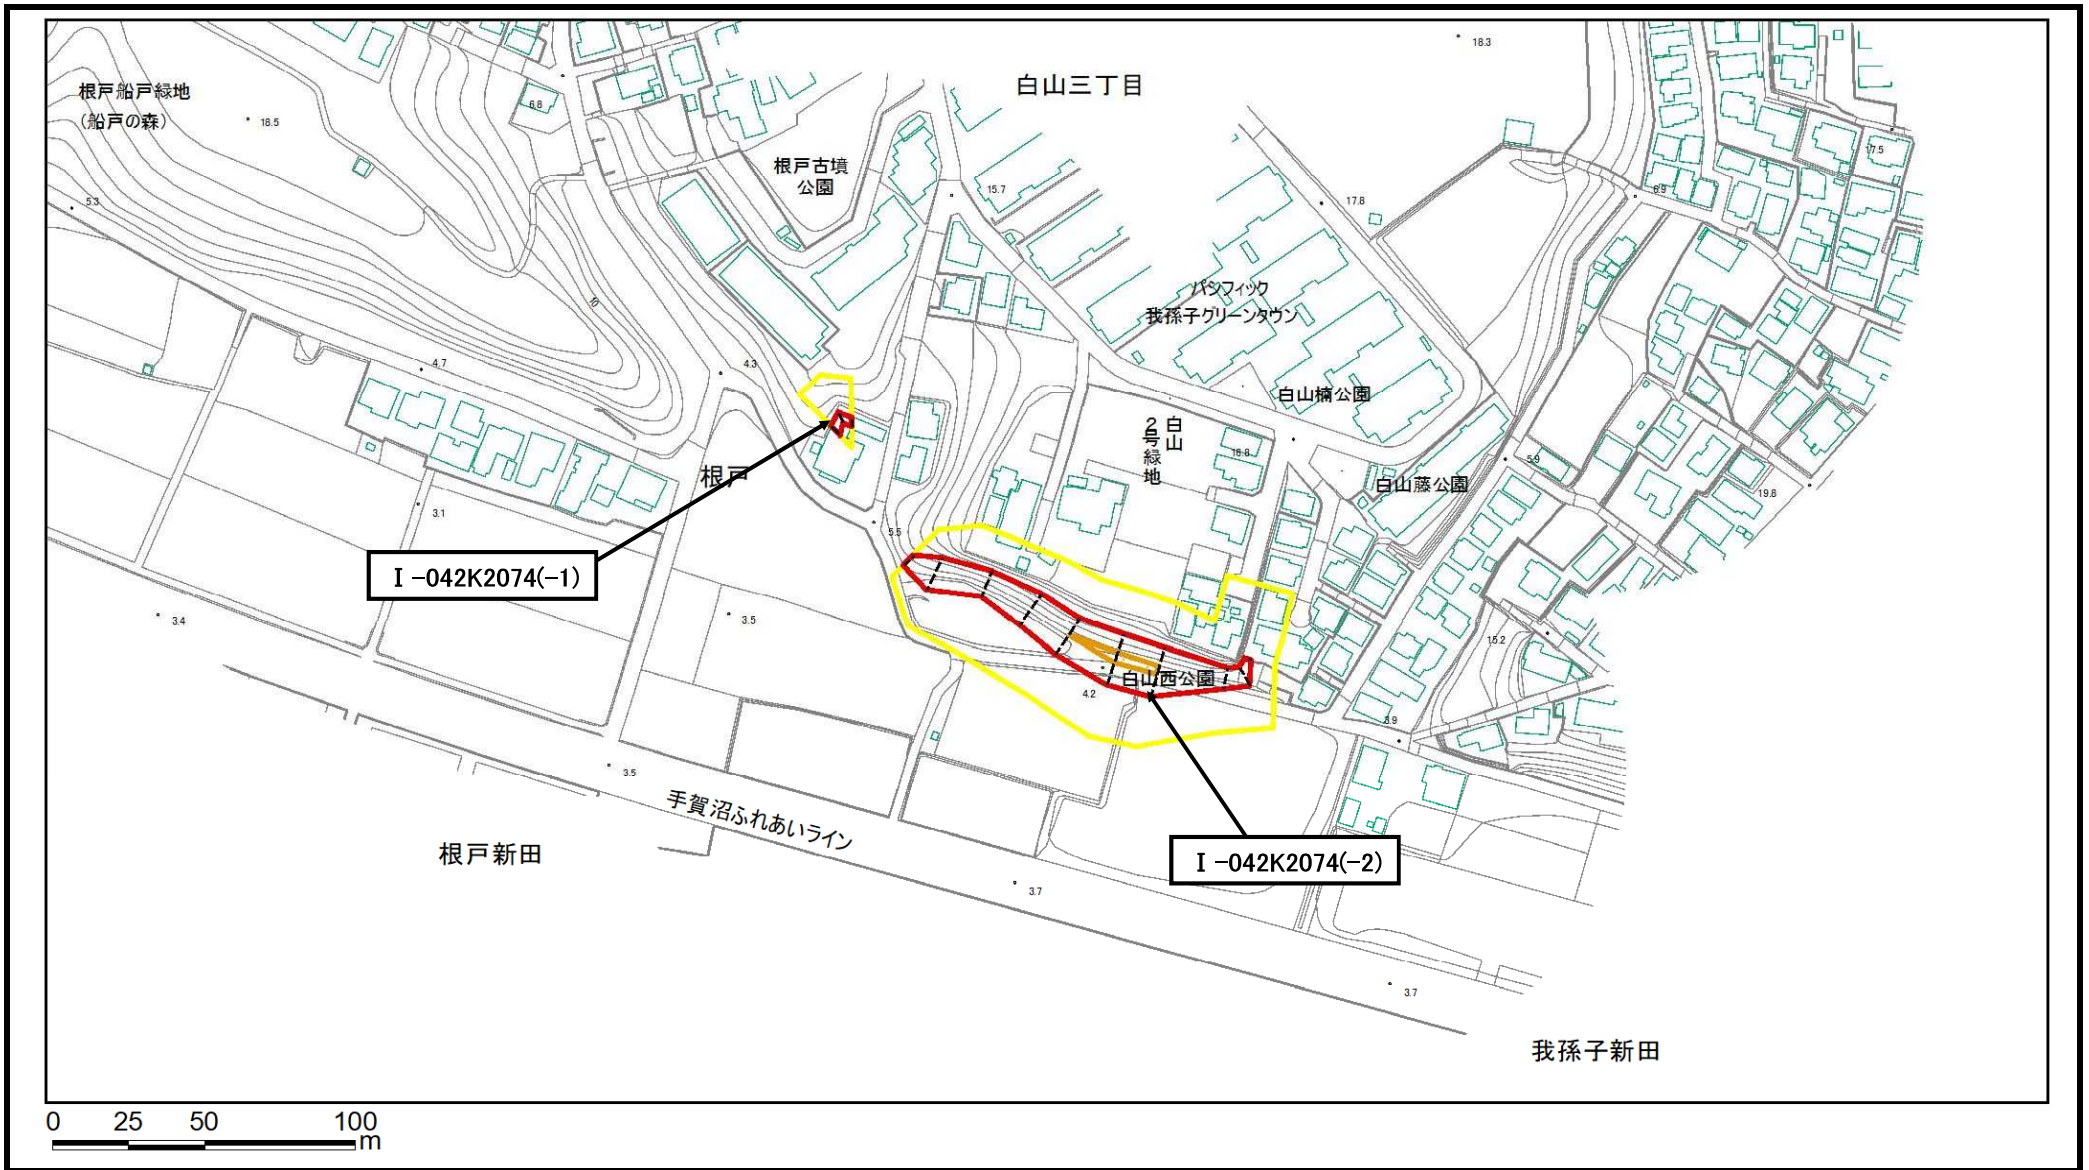 18.3
白山三丁目
根戸船戸緑地
(船戸の森)
18.5
6.8
17.5
根戸古墳
公園
15.7
6.9
17.8
5.3
10
パシフィック
我孫子グリーンタウン
4.7
4.3
白山楠公園
白山
2号緑地
16.8
5.9
根戸
白山藤公園
19.8
3.1
5.5
Ⅰ-042K2074(-1)
3.4
3.5
15.2
白山西公園
4.2
3.9
3.5
手賀沼ふれあいライン
根戸新田
Ⅰ-042K2074(-2)
3.7
3.7
我孫子新田
0 25 50 100
m